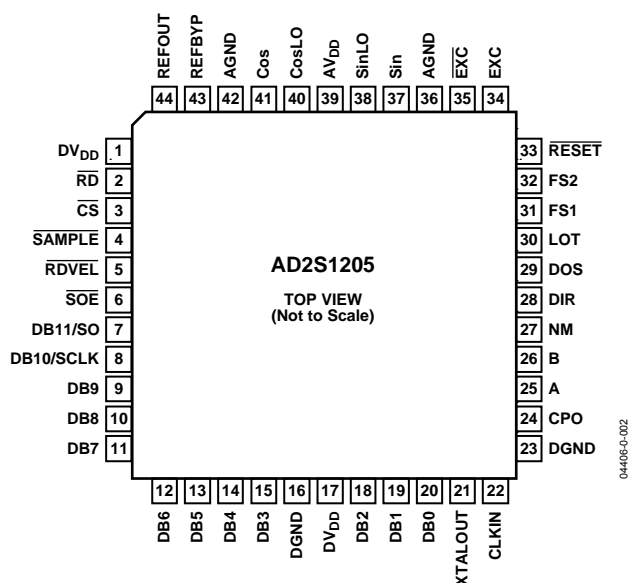 REFOUT
REFBYP
AGND
Cos
CosLO
AVDD
SinLO
Sin
AGND
EXC
EXC
44 43 42 41 40 39 38 37 36 35 34
DVDD 1
RD 2
CS 3
SAMPLE 4
RDVEL 5
SOE 6
DB11/SO 7
DB10/SCLK 8
DB9 9
DB8 10
DB7 11
AD2S1205
TOP VIEW
(Not to Scale)
33 RESET
32 FS2
31 FS1
30 LOT
29 DOS
28 DIR
27 NM
26 B
25 A
24 CPO
23 DGND
12 13 14 15 16 17 18 19 20 21 22
DB6
DB5
DB4
DB3
DGND
DVDD
DB2
DB1
DB0
XTALOUT
CLKIN
04406-0-002